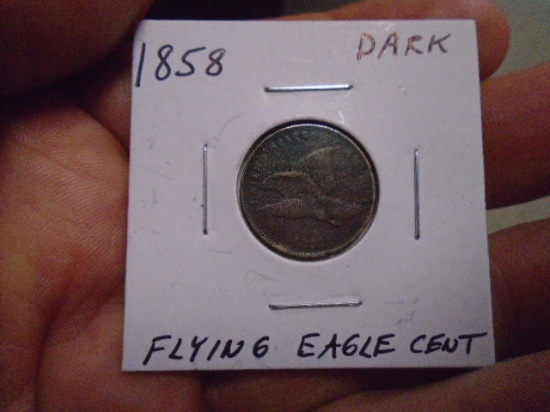 1858 DARK
FLYING EAGLE CENT